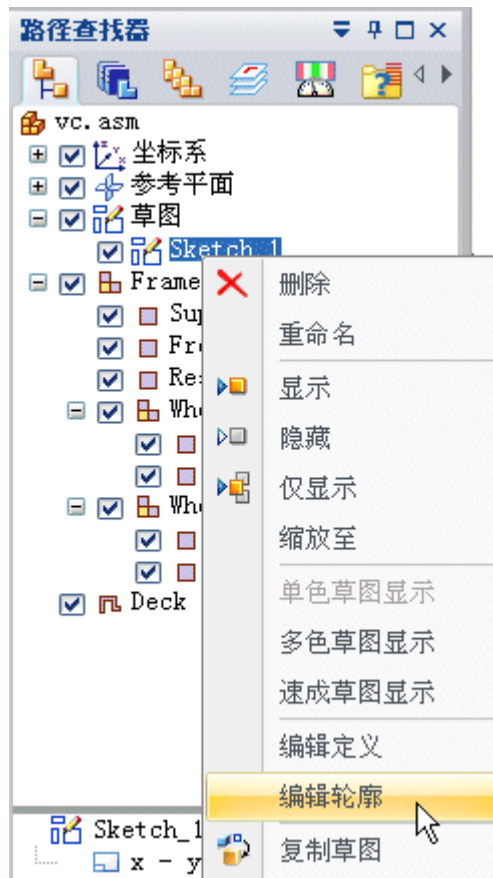 路径查找器
vc.asm
坐标系
参考平面
草图
Sketch_1
Frame
删除
重命名
显示
隐藏
仅显示
缩放至
单色草图显示
多色草图显示
速成草图显示
Deck
编辑定义
编辑轮廓
Sketch_1
复制草图
x - y